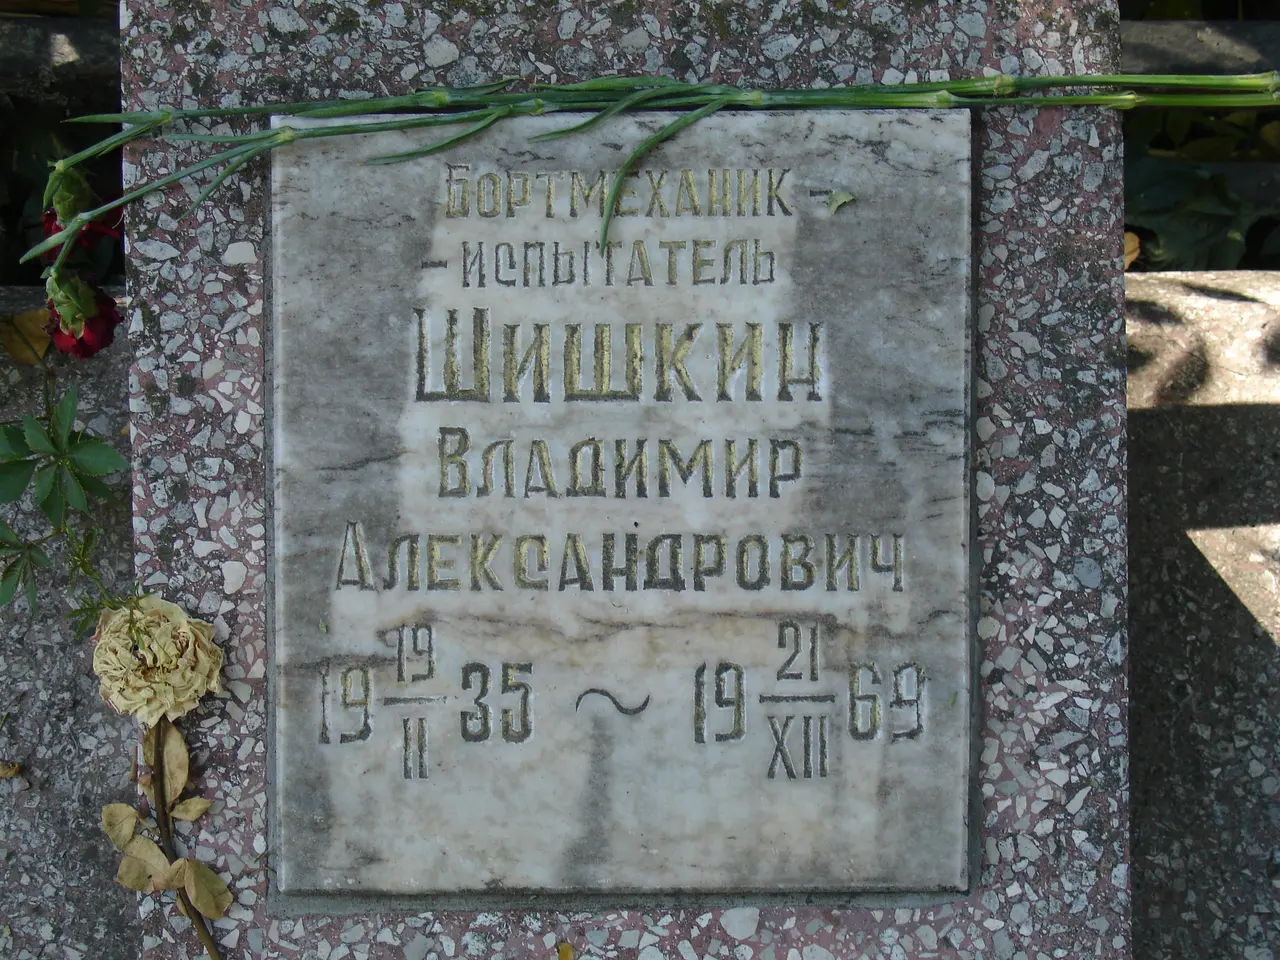 Бортмеханик -
- испытатель
Шишкин
Владимир
Александрович
19 19/II 35 ~ 19 21/XII 69